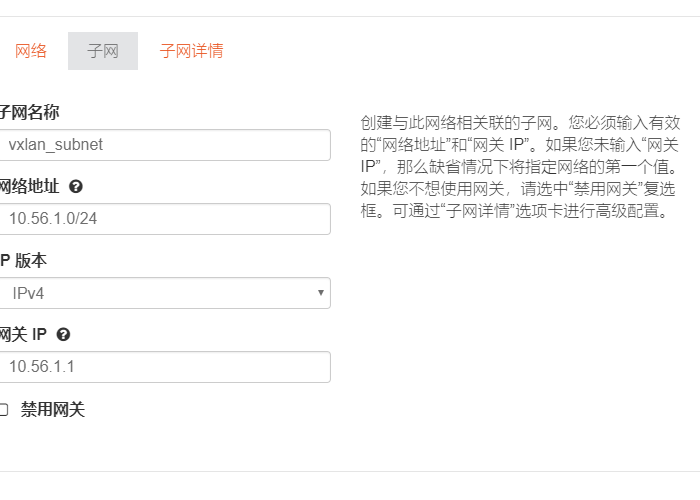 网络 子网 子网详情
子网名称
vxlan_subnet
网络地址
10.56.1.0/24
IP 版本
IPv4
网关 IP
10.56.1.1
禁用网关
创建与此网络相关联的子网。您必须输入有效
的“网络地址”和“网关 IP”。如果您未输入“网关
IP”，那么缺省情况下将指定网络的第一个值。
如果您不想使用网关，请选中“禁用网关”复选
框。可通过“子网详情”选项卡进行高级配置。